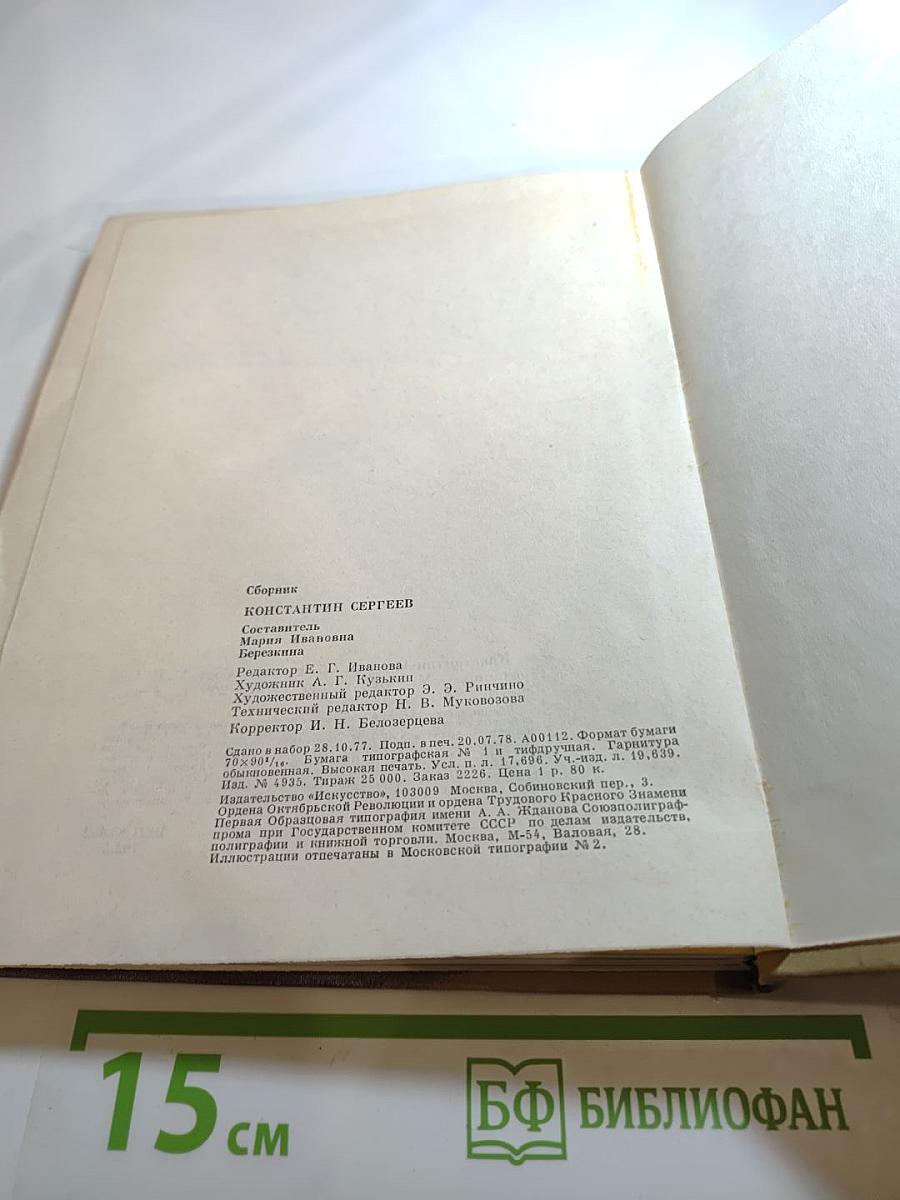 Сборник
КОНСТАНТИН СЕРГЕЕВ
Составитель
Мария Ивановна
Березкина
Редактор Е. Г. Иванова
Художник А. Г. Кузькин
Художественный редактор Э. Э. Ринчино
Технический редактор Н. В. Муковозова
Корректор И. Н. Белозерцева
Сдано в набор 28.10.77. Подп. в печ. 20.07.78. А00112. Формат бумаги
70×90¹/₁₆. Бумага типографская № 1 и тифдручная. Гарнитура
обыкновенная. Высокая печать. Усл. п. л. 17,696. Уч.-изд. л. 19,639.
Изд. № 4935. Тираж 25 000. Заказ 2226. Цена 1 р. 80 к.
Издательство «Искусство», 103009 Москва, Собиновский пер., 3.
Ордена Октябрьской Революции и ордена Трудового Красного Знамени
Первая Образцовая типография имени А. А. Жданова Союзполиграф-
прома при Государственном комитете СССР по делам издательств,
полиграфии и книжной торговли. Москва, М-54, Валовая, 28.
Иллюстрации отпечатаны в Московской типографии № 2.
15 см
БФ БИБЛИОФАН